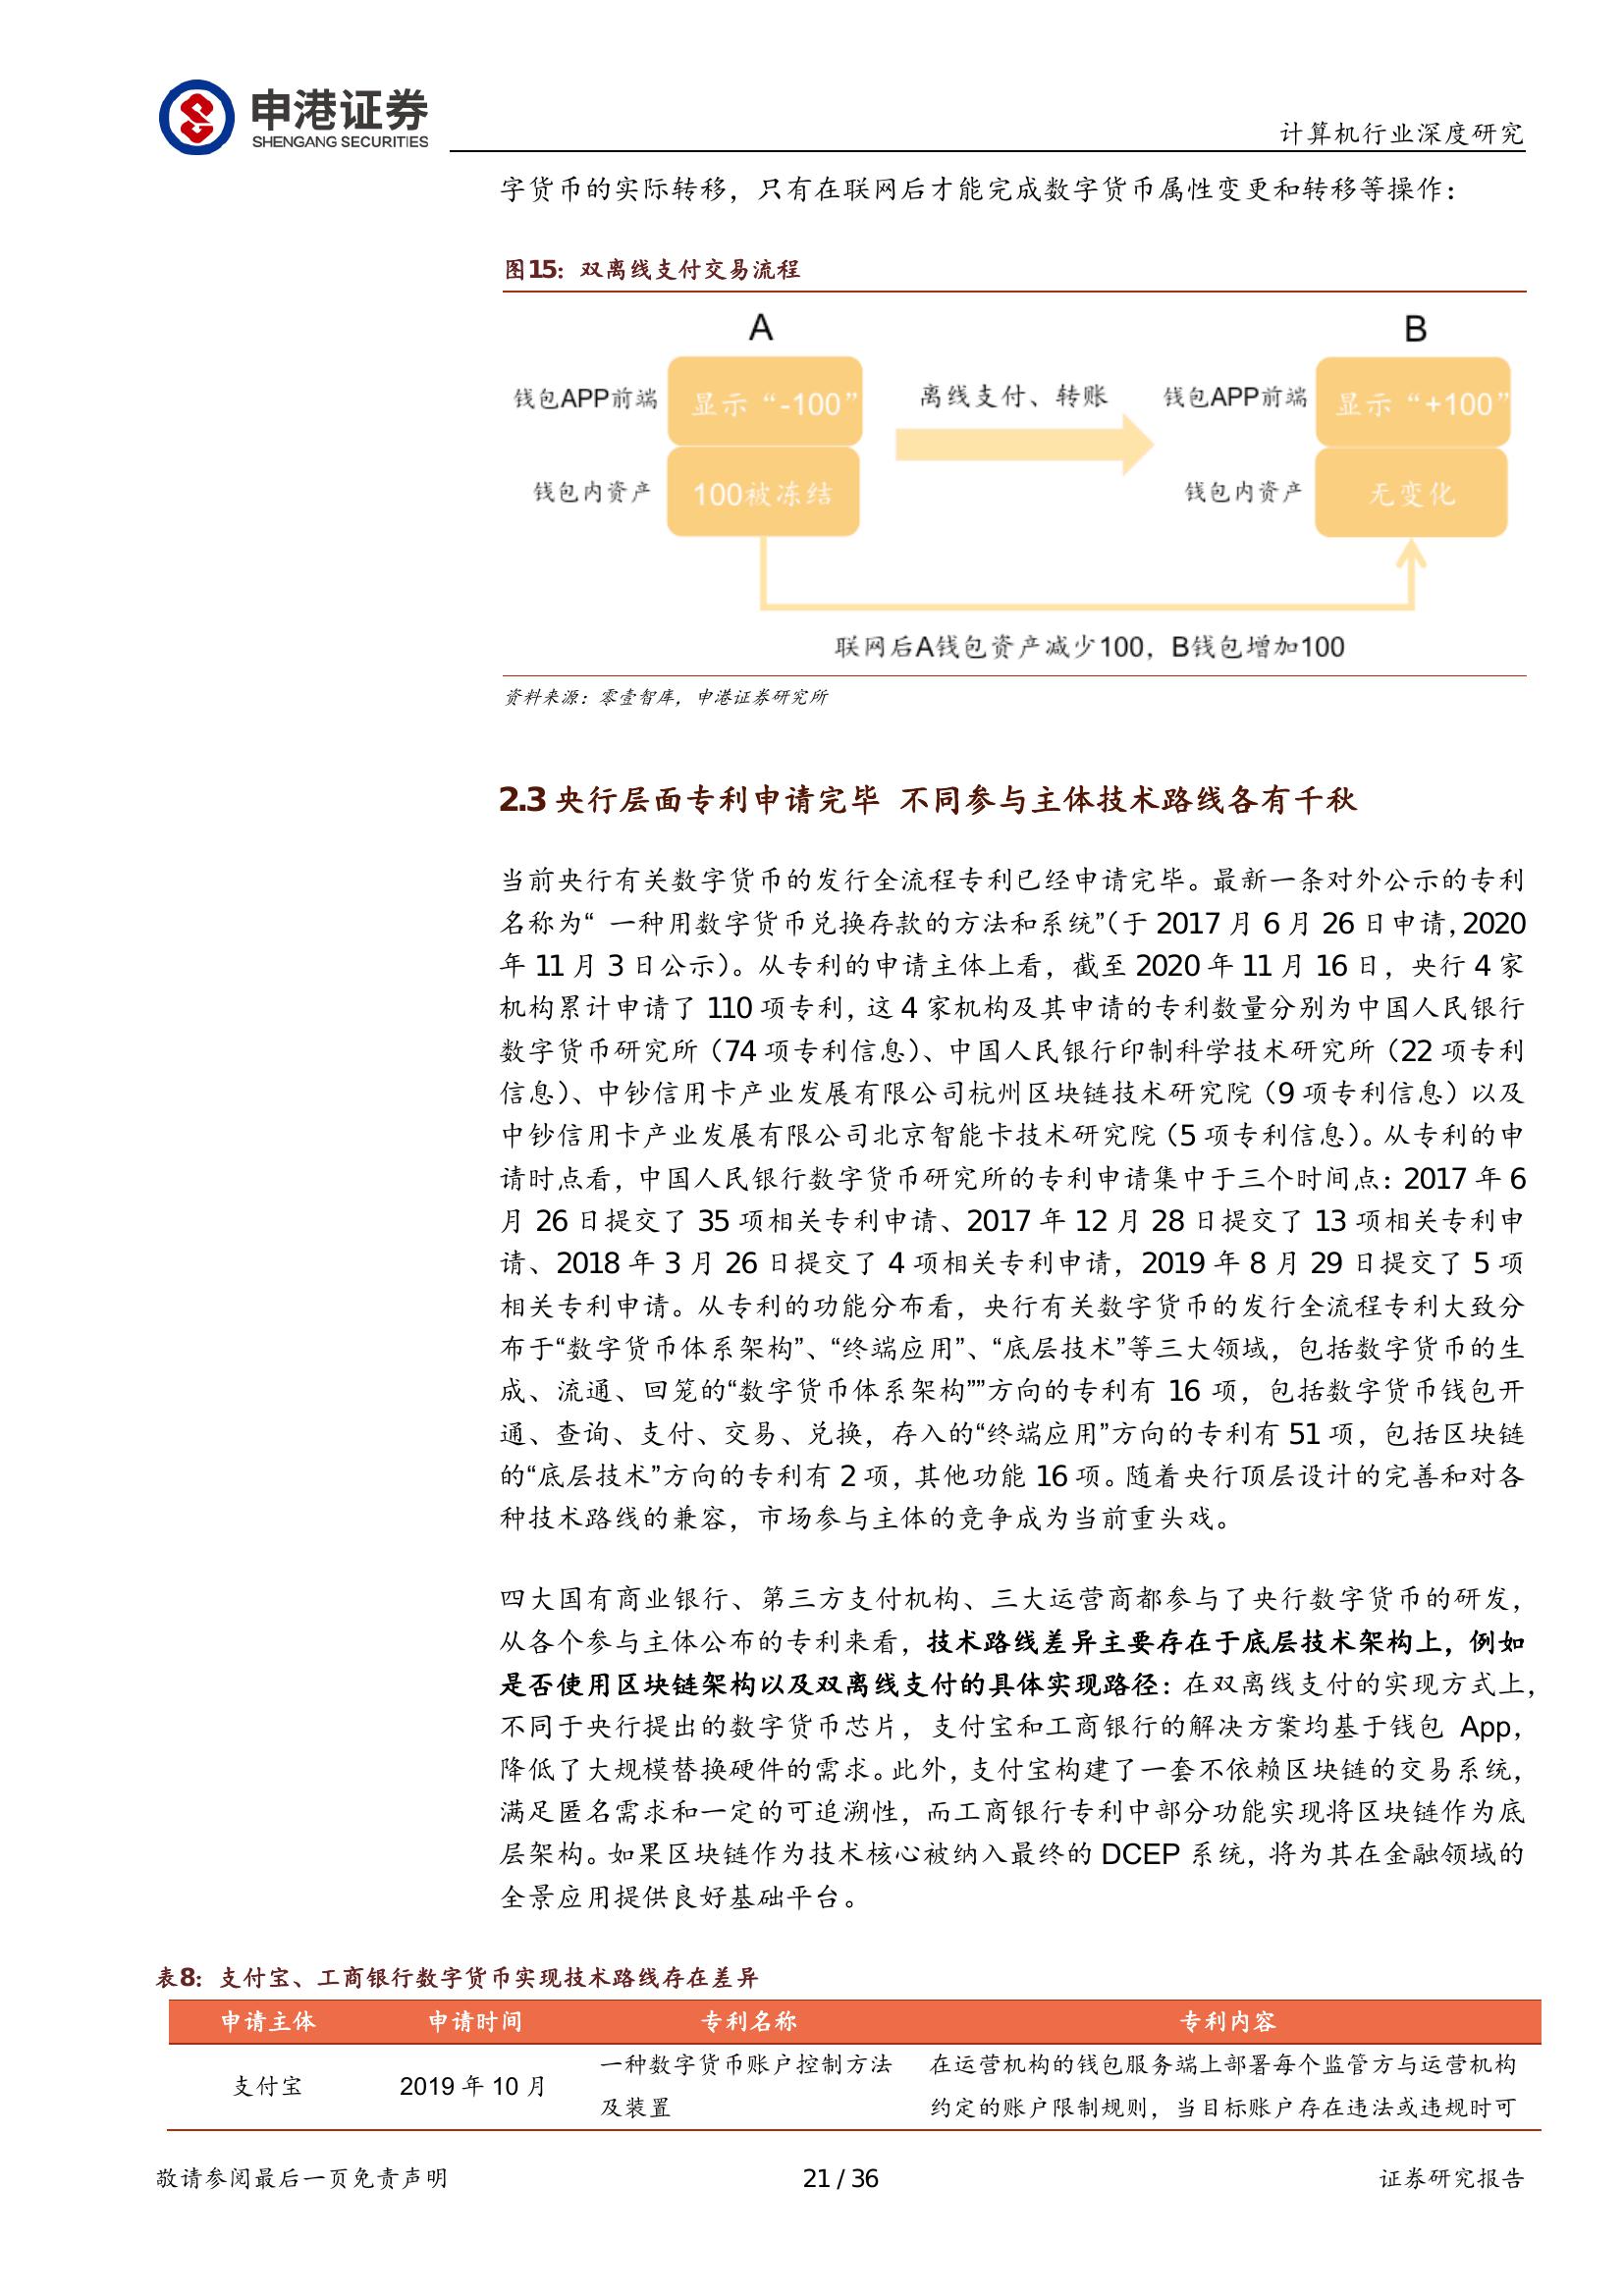 申港证券
SHENGANG SECURITIES
计算机行业深度研究
字货币的实际转移，只有在联网后才能完成数字货币属性变更和转移等操作：
图15：双离线支付交易流程
A
B
钱包APP前端
显示“-100”
离线支付、转账
钱包APP前端
显示“+100”
钱包内资产
100被冻结
钱包内资产
无变化
联网后A钱包资产减少100，B钱包增加100
资料来源：零壹智库，申港证券研究所
2.3 央行层面专利申请完毕 不同参与主体技术路线各有千秋
当前央行有关数字货币的发行全流程专利已经申请完毕。最新一条对外公示的专利
名称为“ 一种用数字货币兑换存款的方法和系统”（于 2017 月 6 月 26 日申请，2020
年 11 月 3 日公示）。从专利的申请主体上看，截至 2020 年 11 月 16 日，央行 4 家
机构累计申请了 110 项专利，这 4 家机构及其申请的专利数量分别为中国人民银行
数字货币研究所（74 项专利信息）、中国人民银行印制科学技术研究所（22 项专利
信息）、中钞信用卡产业发展有限公司杭州区块链技术研究院（9 项专利信息）以及
中钞信用卡产业发展有限公司北京智能卡技术研究院（5 项专利信息）。从专利的申
请时点看，中国人民银行数字货币研究所的专利申请集中于三个时间点：2017 年 6
月 26 日提交了 35 项相关专利申请、2017 年 12 月 28 日提交了 13 项相关专利申
请、2018 年 3 月 26 日提交了 4 项相关专利申请，2019 年 8 月 29 日提交了 5 项
相关专利申请。从专利的功能分布看，央行有关数字货币的发行全流程专利大致分
布于“数字货币体系架构”、“终端应用”、“底层技术”等三大领域，包括数字货币的生
成、流通、回笼的“数字货币体系架构””方向的专利有 16 项，包括数字货币钱包开
通、查询、支付、交易、兑换，存入的“终端应用”方向的专利有 51 项，包括区块链
的“底层技术”方向的专利有 2 项，其他功能 16 项。随着央行顶层设计的完善和对各
种技术路线的兼容，市场参与主体的竞争成为当前重头戏。
四大国有商业银行、第三方支付机构、三大运营商都参与了央行数字货币的研发，
从各个参与主体公布的专利来看，技术路线差异主要存在于底层技术架构上，例如
是否使用区块链架构以及双离线支付的具体实现路径：在双离线支付的实现方式上，
不同于央行提出的数字货币芯片，支付宝和工商银行的解决方案均基于钱包 App，
降低了大规模替换硬件的需求。此外，支付宝构建了一套不依赖区块链的交易系统，
满足匿名需求和一定的可追溯性，而工商银行专利中部分功能实现将区块链作为底
层架构。如果区块链作为技术核心被纳入最终的 DCEP 系统，将为其在金融领域的
全景应用提供良好基础平台。
表8：支付宝、工商银行数字货币实现技术路线存在差异
申请主体 申请时间 专利名称 专利内容
一种数字货币账户控制方法 在运营机构的钱包服务端上部署每个监管方与运营机构
支付宝 2019 年 10 月
及装置 约定的账户限制规则，当目标账户存在违法或违规时可
敬请参阅最后一页免责声明 21 / 36 证券研究报告